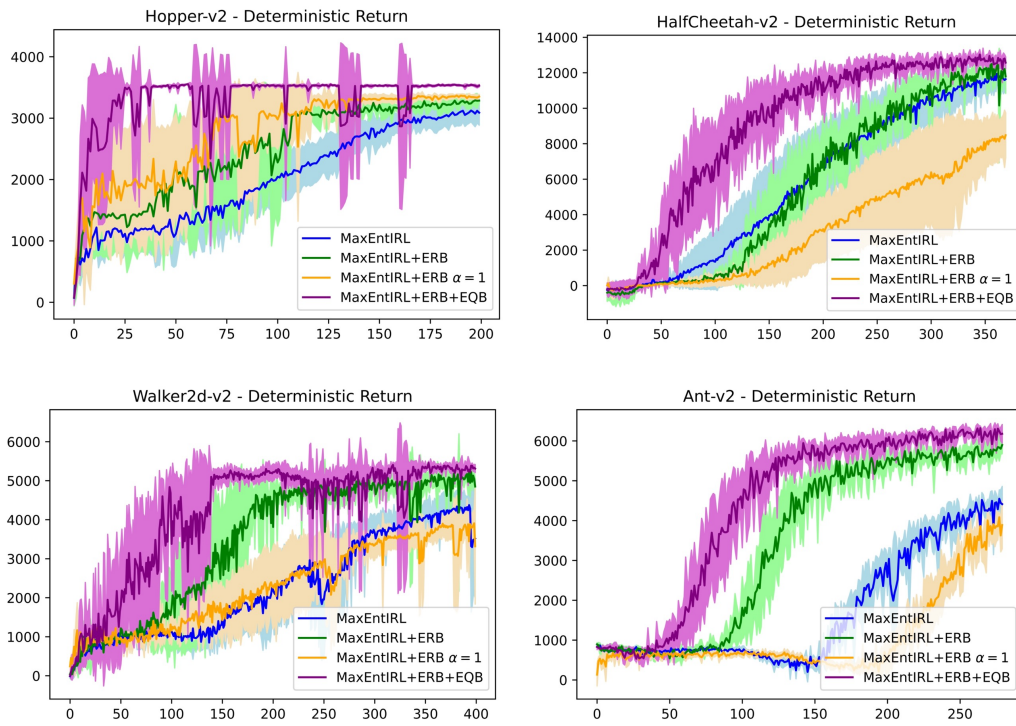 Hopper-v2 - Deterministic Return
4000
3000
2000
1000
0
0 25 50 75 100 125 150 175 200
MaxEntIRL
MaxEntIRL+ERB
MaxEntIRL+ERB α = 1
MaxEntIRL+ERB+EQB
HalfCheetah-v2 - Deterministic Return
14000
12000
10000
8000
6000
4000
2000
0
0 50 100 150 200 250 300 350
MaxEntIRL
MaxEntIRL+ERB
MaxEntIRL+ERB α = 1
MaxEntIRL+ERB+EQB
Walker2d-v2 - Deterministic Return
6000
5000
4000
3000
2000
1000
0
0 50 100 150 200 250 300 350 400
MaxEntIRL
MaxEntIRL+ERB
MaxEntIRL+ERB α = 1
MaxEntIRL+ERB+EQB
Ant-v2 - Deterministic Return
6000
5000
4000
3000
2000
1000
0
0 50 100 150 200 250
MaxEntIRL
MaxEntIRL+ERB
MaxEntIRL+ERB α = 1
MaxEntIRL+ERB+EQB